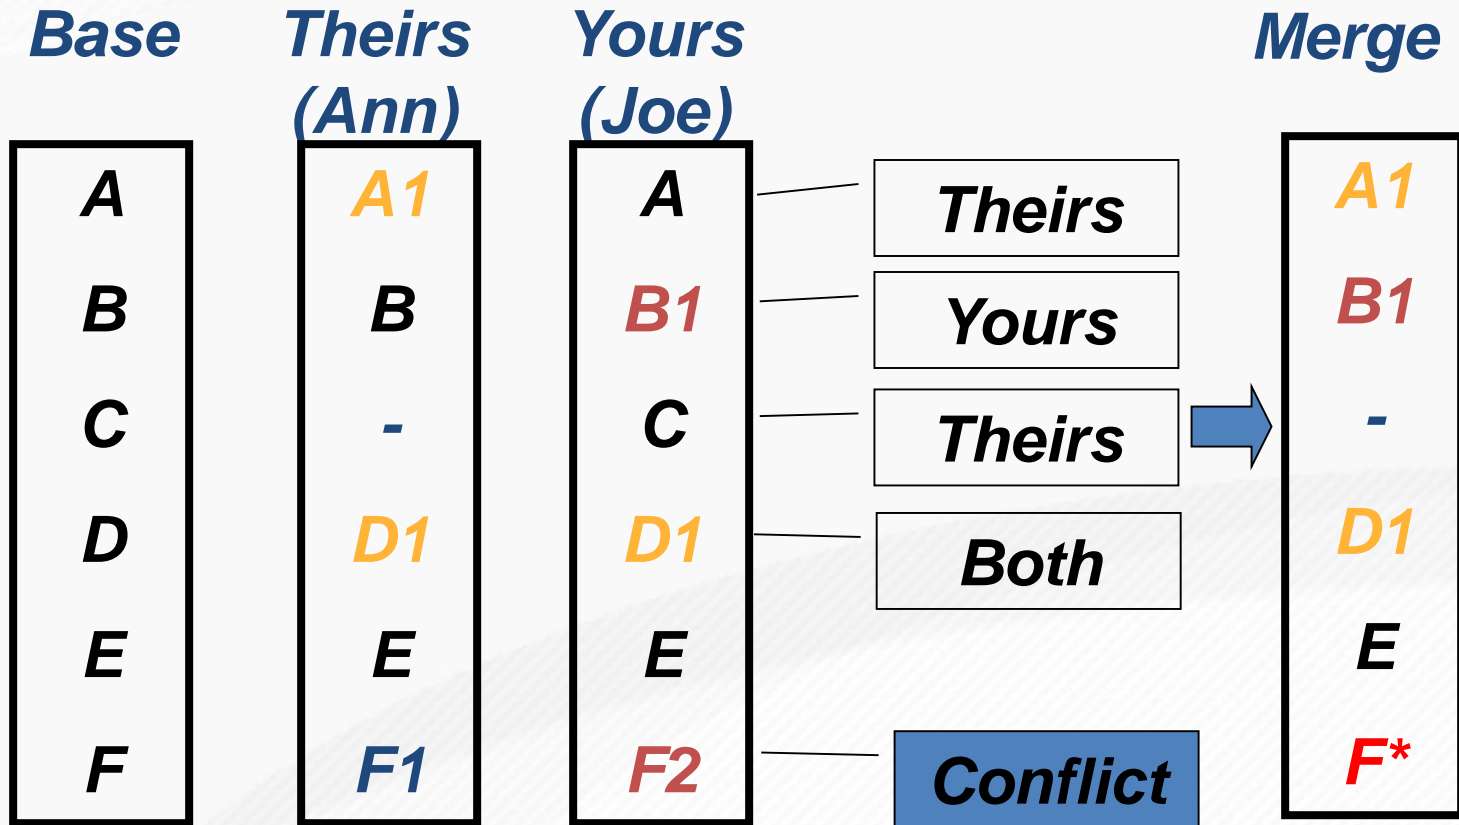 Base Theirs Yours Merge
(Ann) (Joe)
A A1 A Theirs A1
B B B1 Yours B1
C - C Theirs -
D D1 D1 Both D1
E E E E
F F1 F2 Conflict F*